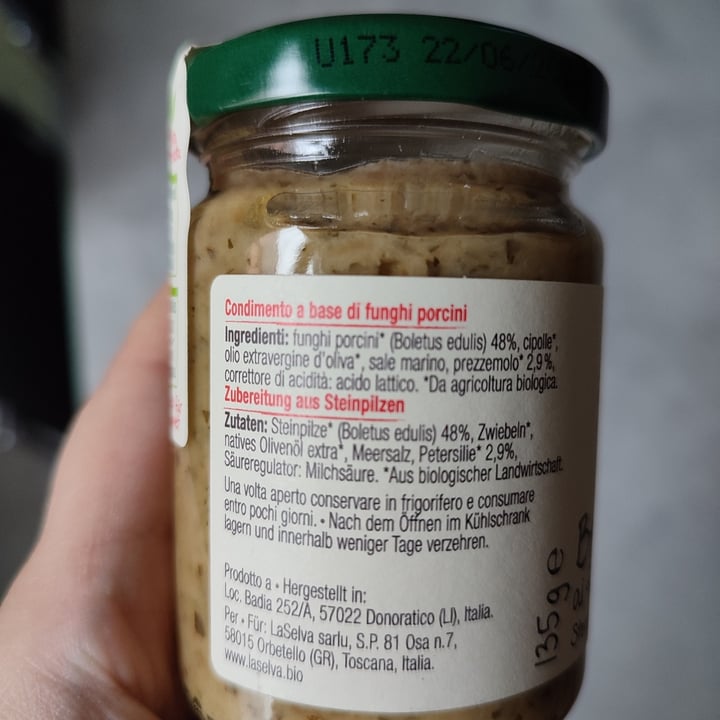 U173 22/06/
Condimento a base di funghi porcini
Ingredienti: funghi porcini* (Boletus edulis) 48%, cipolle*,
olio extravergine d'oliva*, sale marino, prezzemolo* 2,9%,
correttore di acidità: acido lattico. *Da agricoltura biologica.
Zubereitung aus Steinpilzen
Zutaten: Steinpilze* (Boletus edulis) 48%, Zwiebeln*,
natives Olivenöl extra*, Meersalz, Petersilie* 2,9%,
Säureregulator: Milchsäure. *Aus biologischer Landwirtschaft.
Una volta aperto conservare in frigorifero e consumare
entro pochi giorni. • Nach dem Öffnen im Kühlschrank
lagern und innerhalb weniger Tage verzehren.
Prodotto a • Hergestellt in:
Loc. Badia 252/A, 57022 Donoratico (LI), Italia.
Per • Für: LaSelva sarlu, S.P. 81 Osa n.7,
58015 Orbetello (GR), Toscana, Italia.
www.laselva.bio
135g e